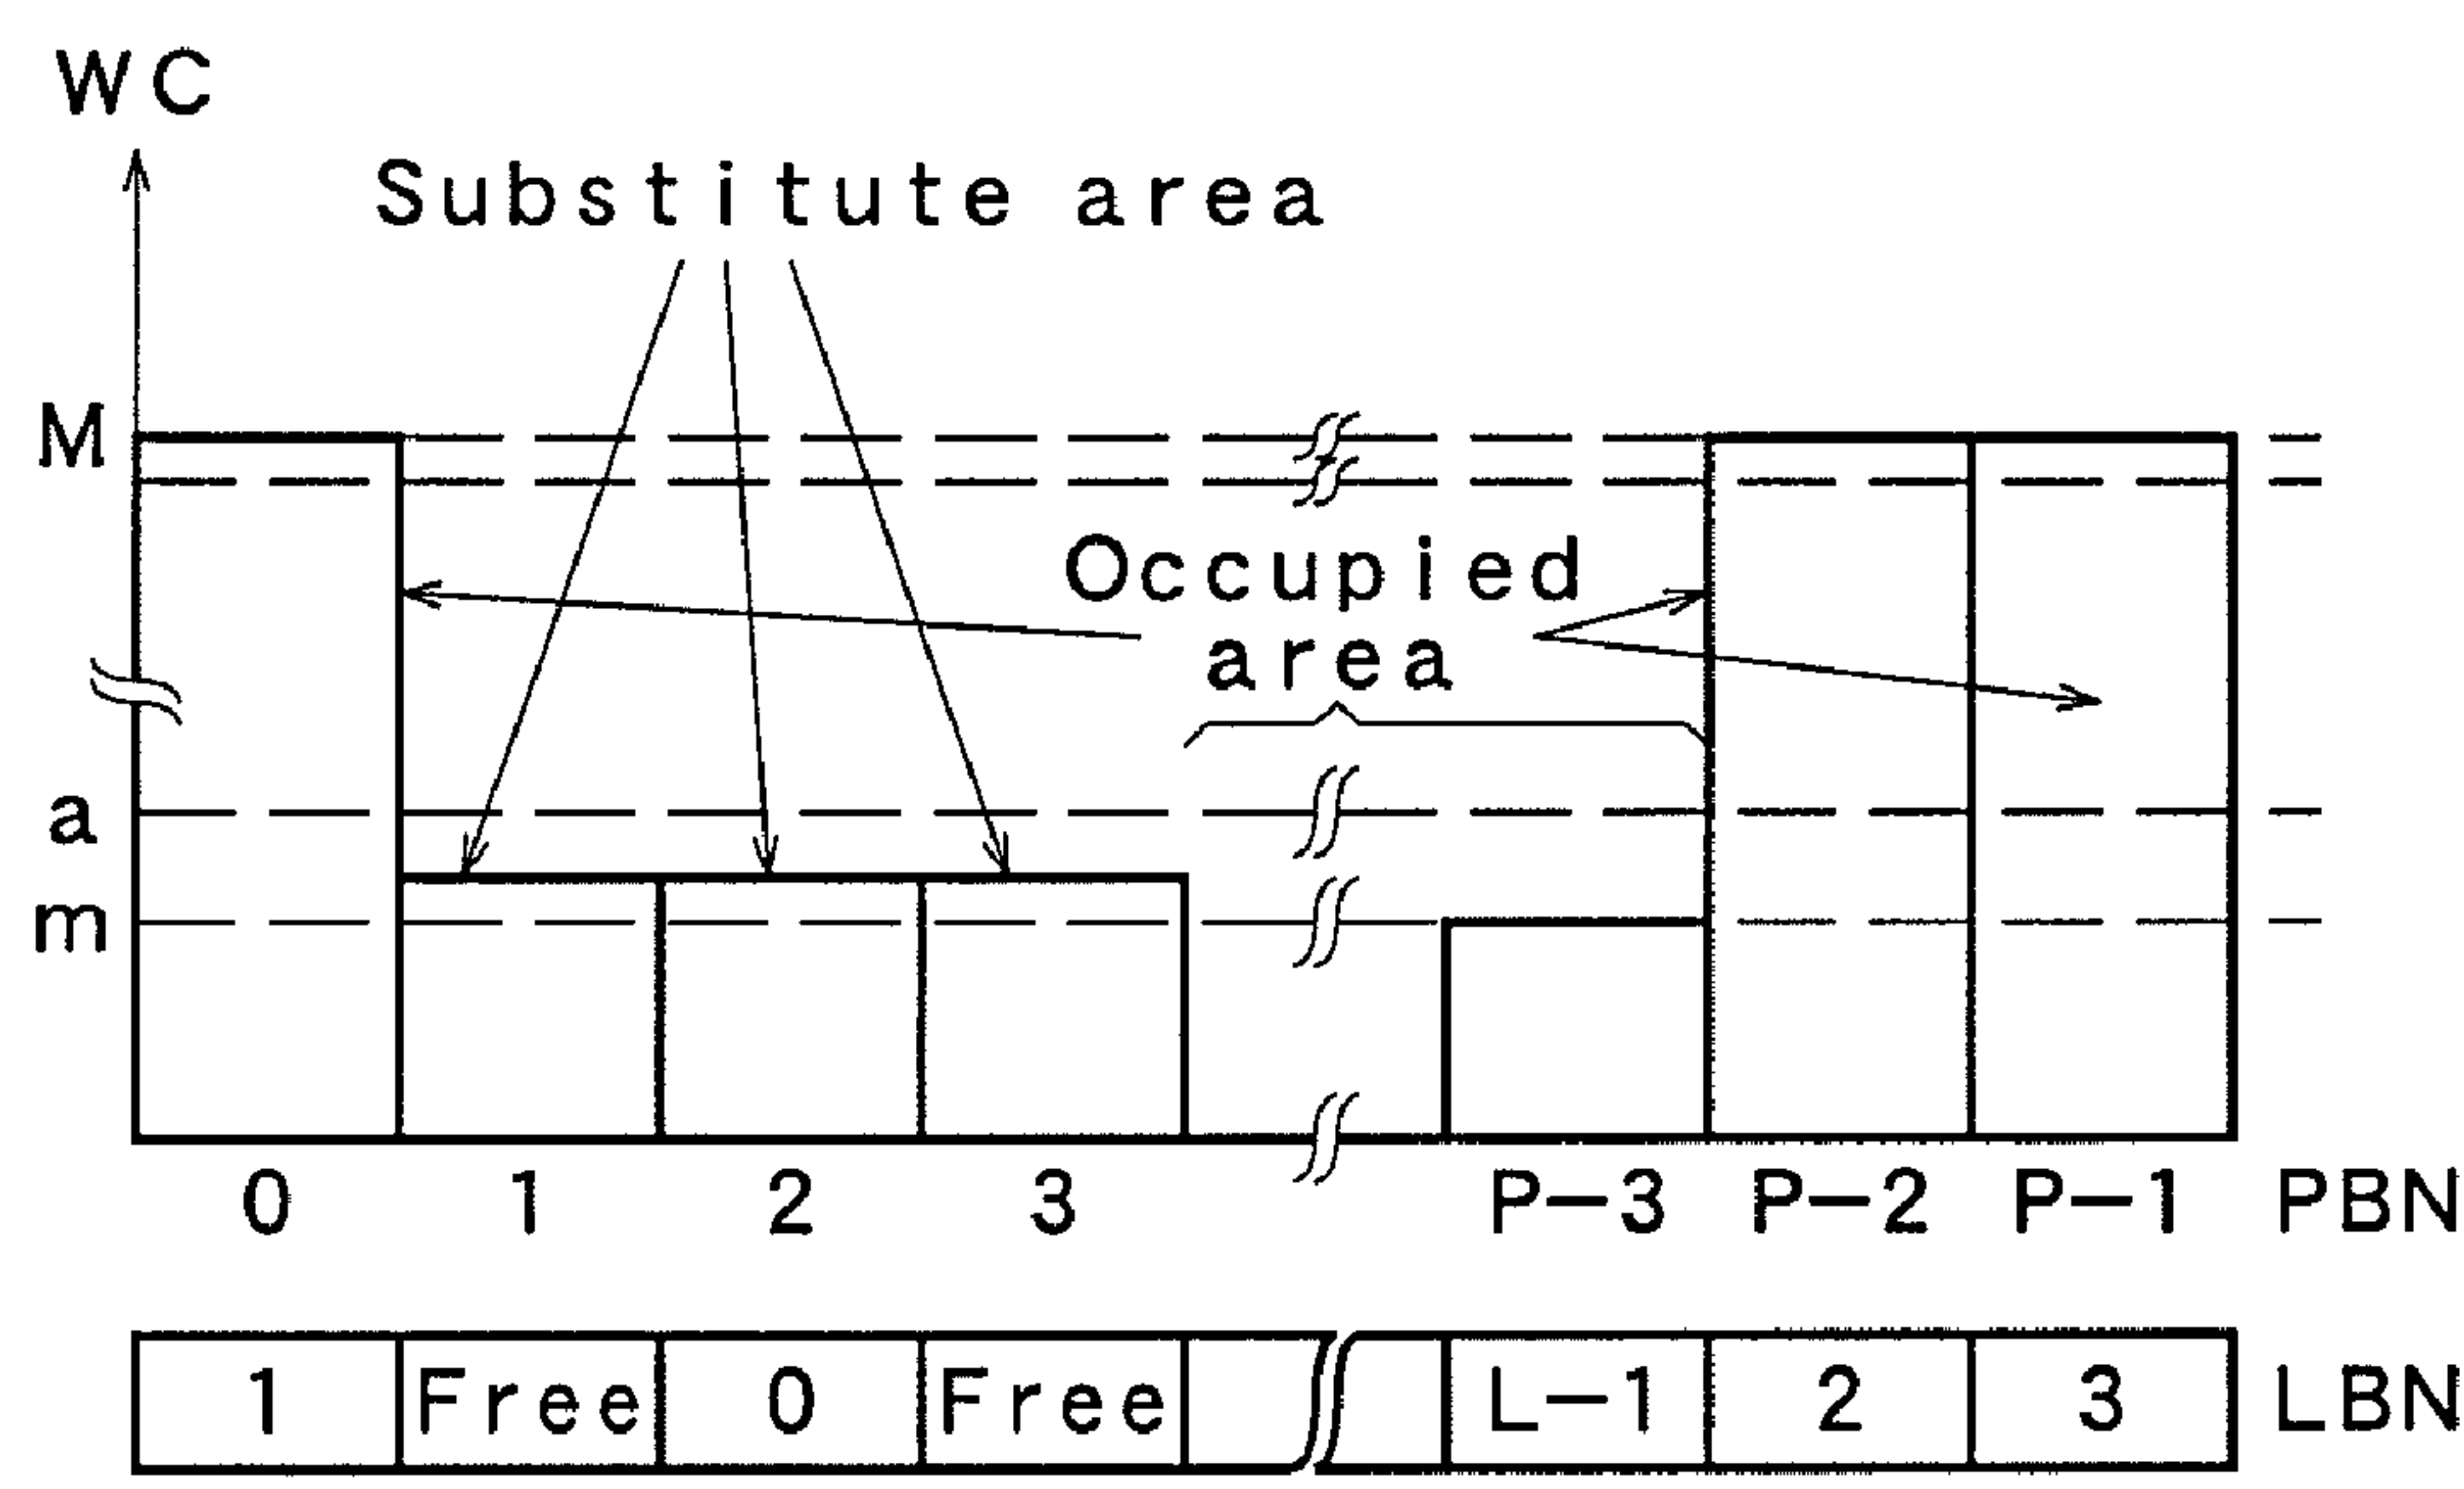 WC
Substitute area
M
Occupied
area
a
m
0 1 2 3 P-3 P-2 P-1 PBN
1 Free 0 Free L-1 2 3 LBN